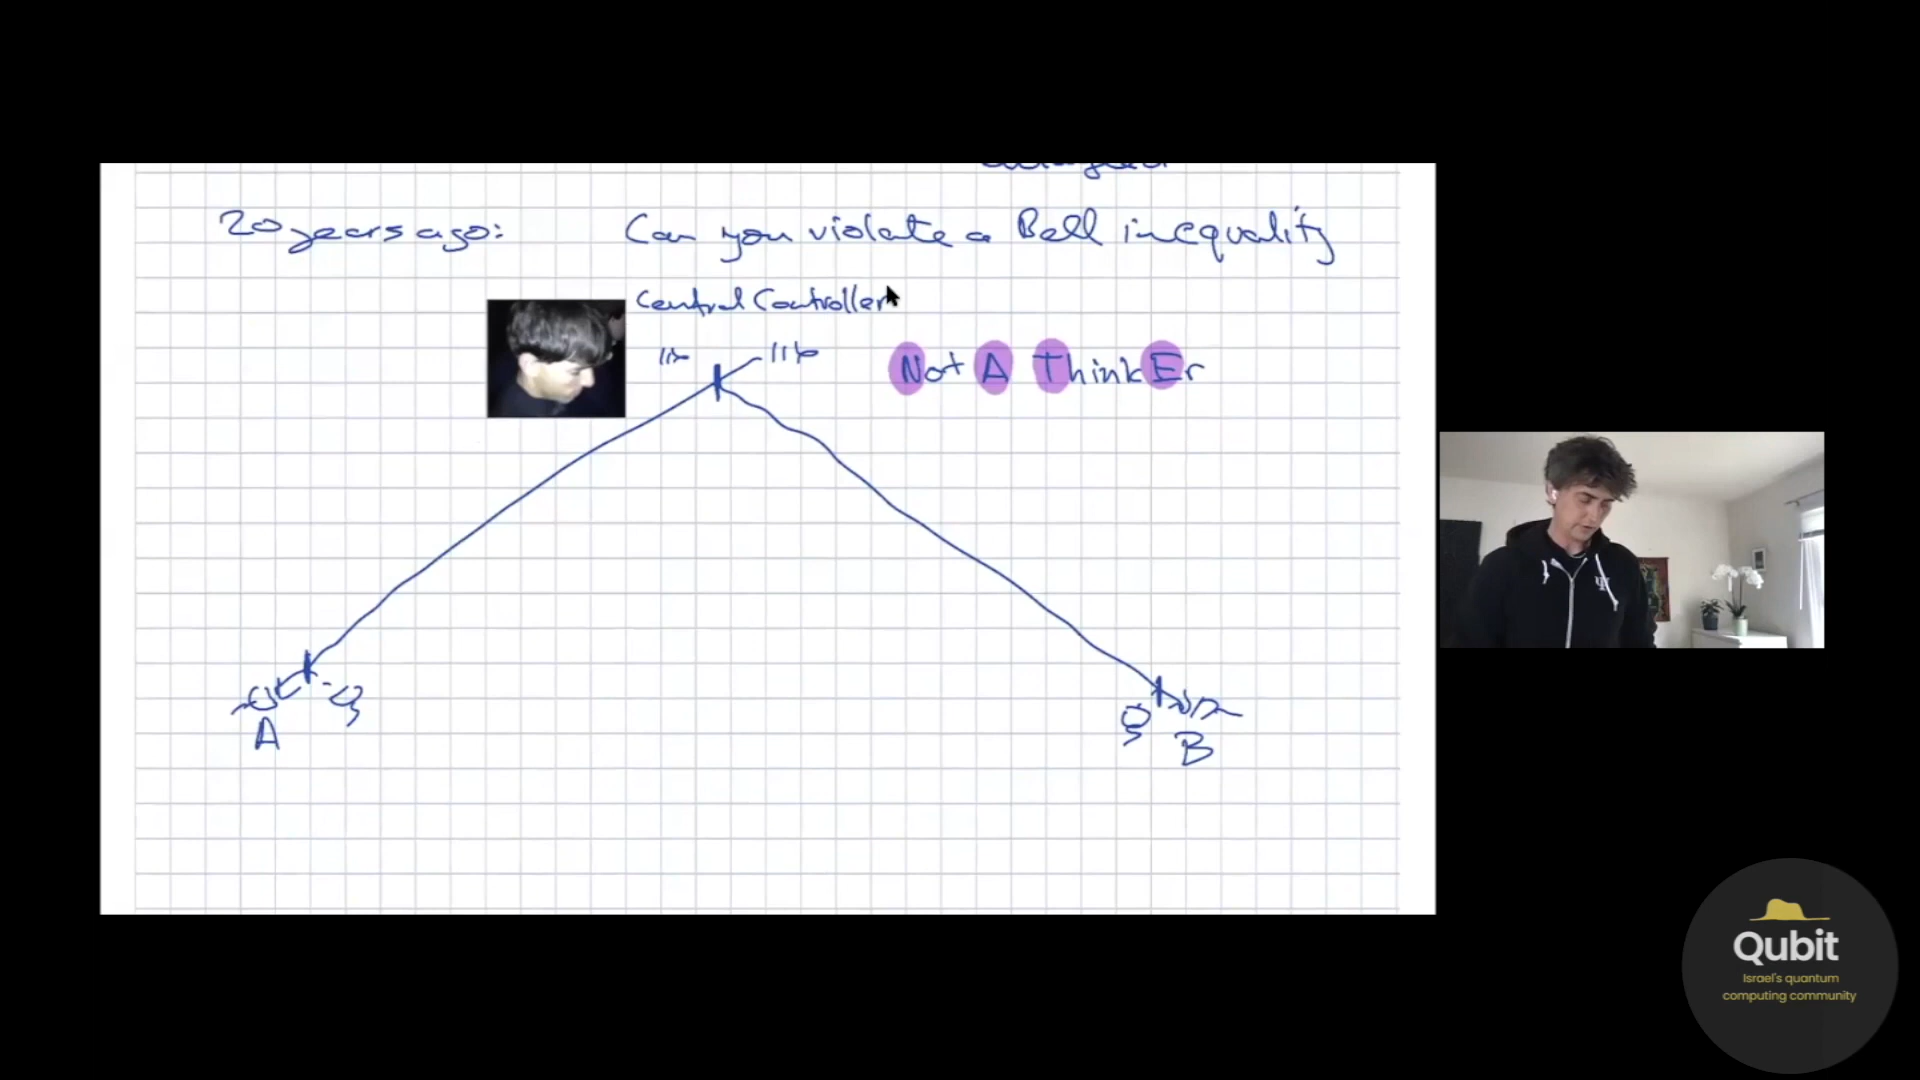 20 years ago: Can you violate a Bell inequality
Central Controller
Not A ThinkEr
A
B
Qubit
Israel's quantum
computing community